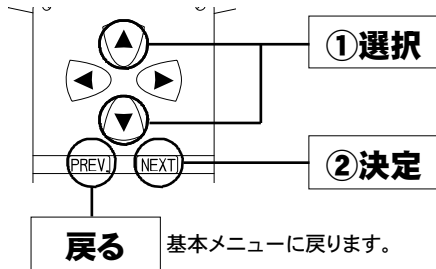 ①選択
PREV.
NEXT
②決定
戻る
基本メニューに戻ります。